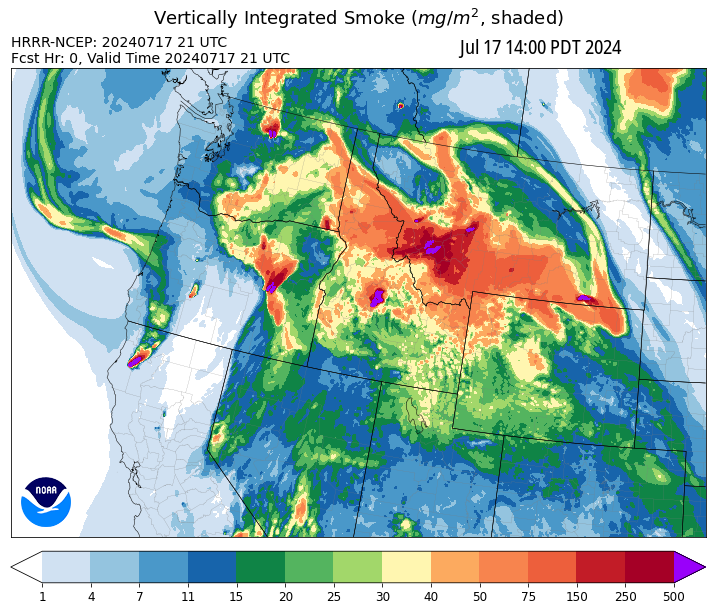 Vertically Integrated Smoke (mg/m², shaded)
HRRR-NCEP: 20240717 21 UTC
Jul 17 14:00 PDT 2024
Fcst Hr: 0, Valid Time 20240717 21 UTC
NOAA
1 4 7 11 15 20 25 30 40 50 75 150 250 500